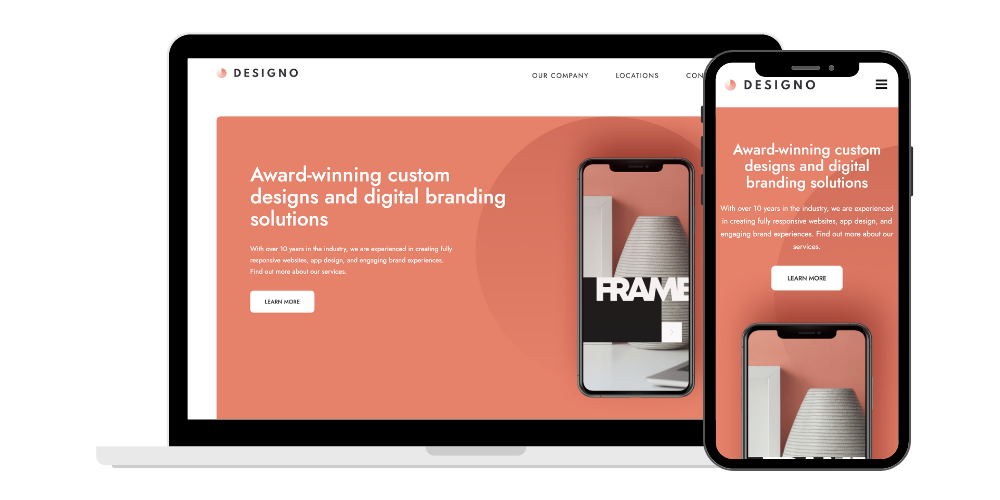 DESIGNO
OUR COMPANY LOCATIONS CON
Award-winning custom
designs and digital branding
solutions
With over 10 years in the industry, we are experienced in creating fully
responsive websites, app design, and engaging brand experiences.
Find out more about our services.
LEARN MORE
FRAME
DESIGNO
Award-winning custom
designs and digital
branding solutions
With over 10 years in the industry, we are experienced
in creating fully responsive websites, app design, and
engaging brand experiences. Find out more about our
services.
LEARN MORE